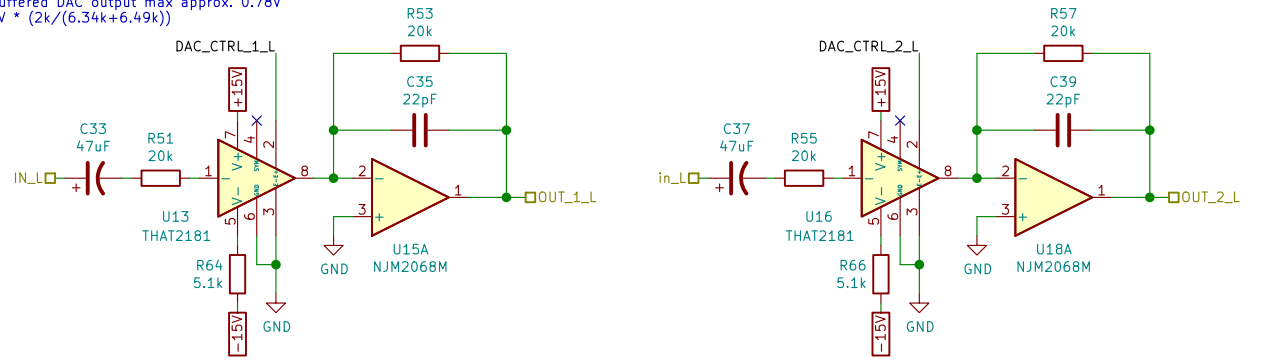 uffered DAC output max approx. 0.78V
V * (2k/(6.34k+6.49k))
DAC_CTRL_1_L
R53
20k
C35
22pF
+15V
C33
47uF
R51
20k
IN_L
+
1
7
4
2
V+
V-
SYM
GND
E-
E+
8
5
6
3
U13
THAT2181
R64
5.1k
-15V
GND
2
3
-
+
1
OUT_1_L
U15A
NJM2068M
GND
DAC_CTRL_2_L
R57
20k
C39
22pF
+15V
C37
47uF
R55
20k
in_L
+
1
7
4
2
V+
V-
SYM
GND
E-
E+
8
5
6
3
U16
THAT2181
R66
5.1k
-15V
GND
2
3
-
+
1
OUT_2_L
U18A
NJM2068M
GND